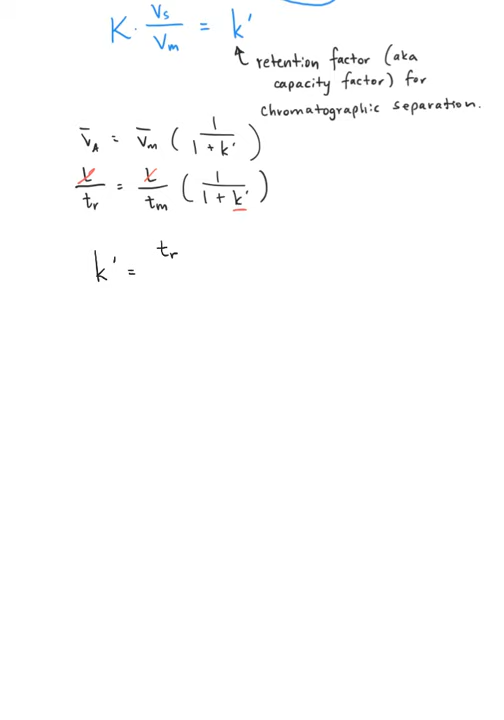 K · Vs/Vm = k'
retention factor (aka
capacity factor) for
chromatographic separation.
V̄A = V̄m ( 1/(1 + k') )
L/tr = L/tm ( 1/(1 + k') )
k' = tr